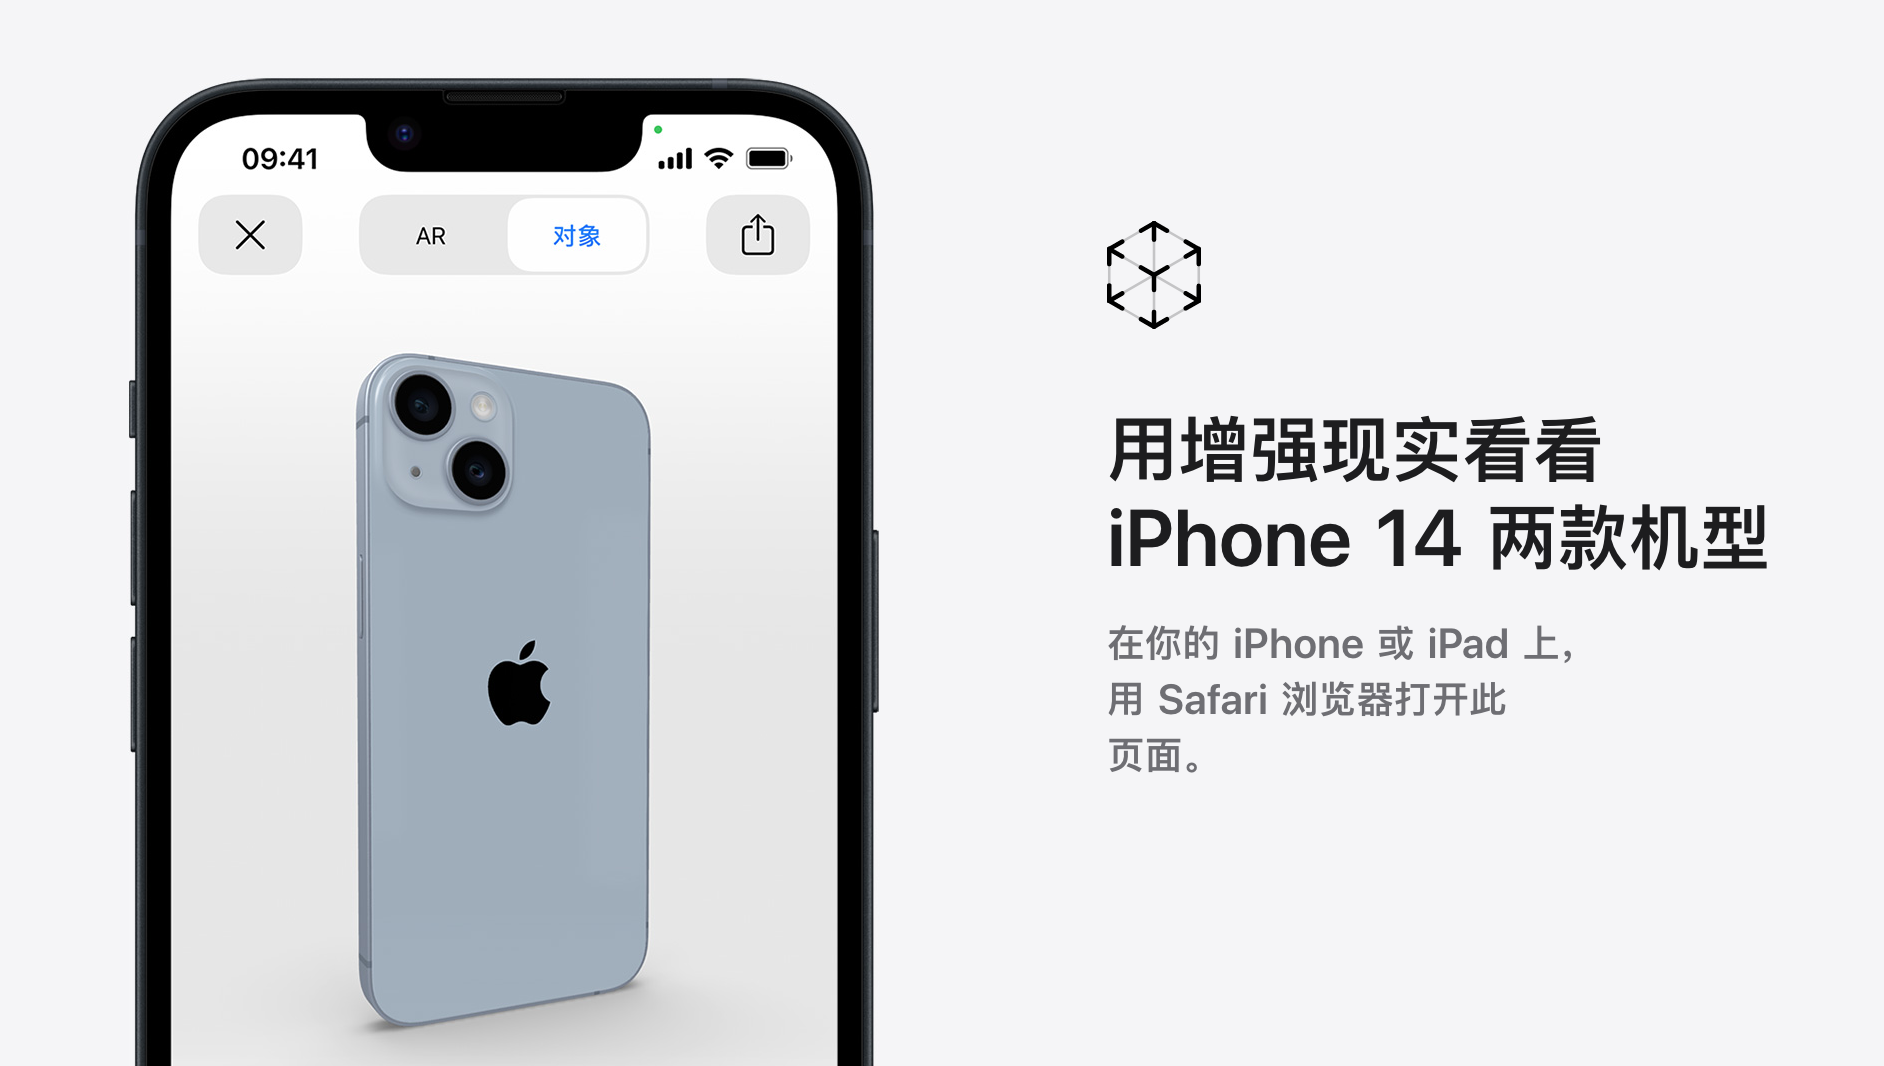 09:41
AR
对象
用增强现实看看
iPhone 14 两款机型
在你的 iPhone 或 iPad 上，
用 Safari 浏览器打开此
页面。